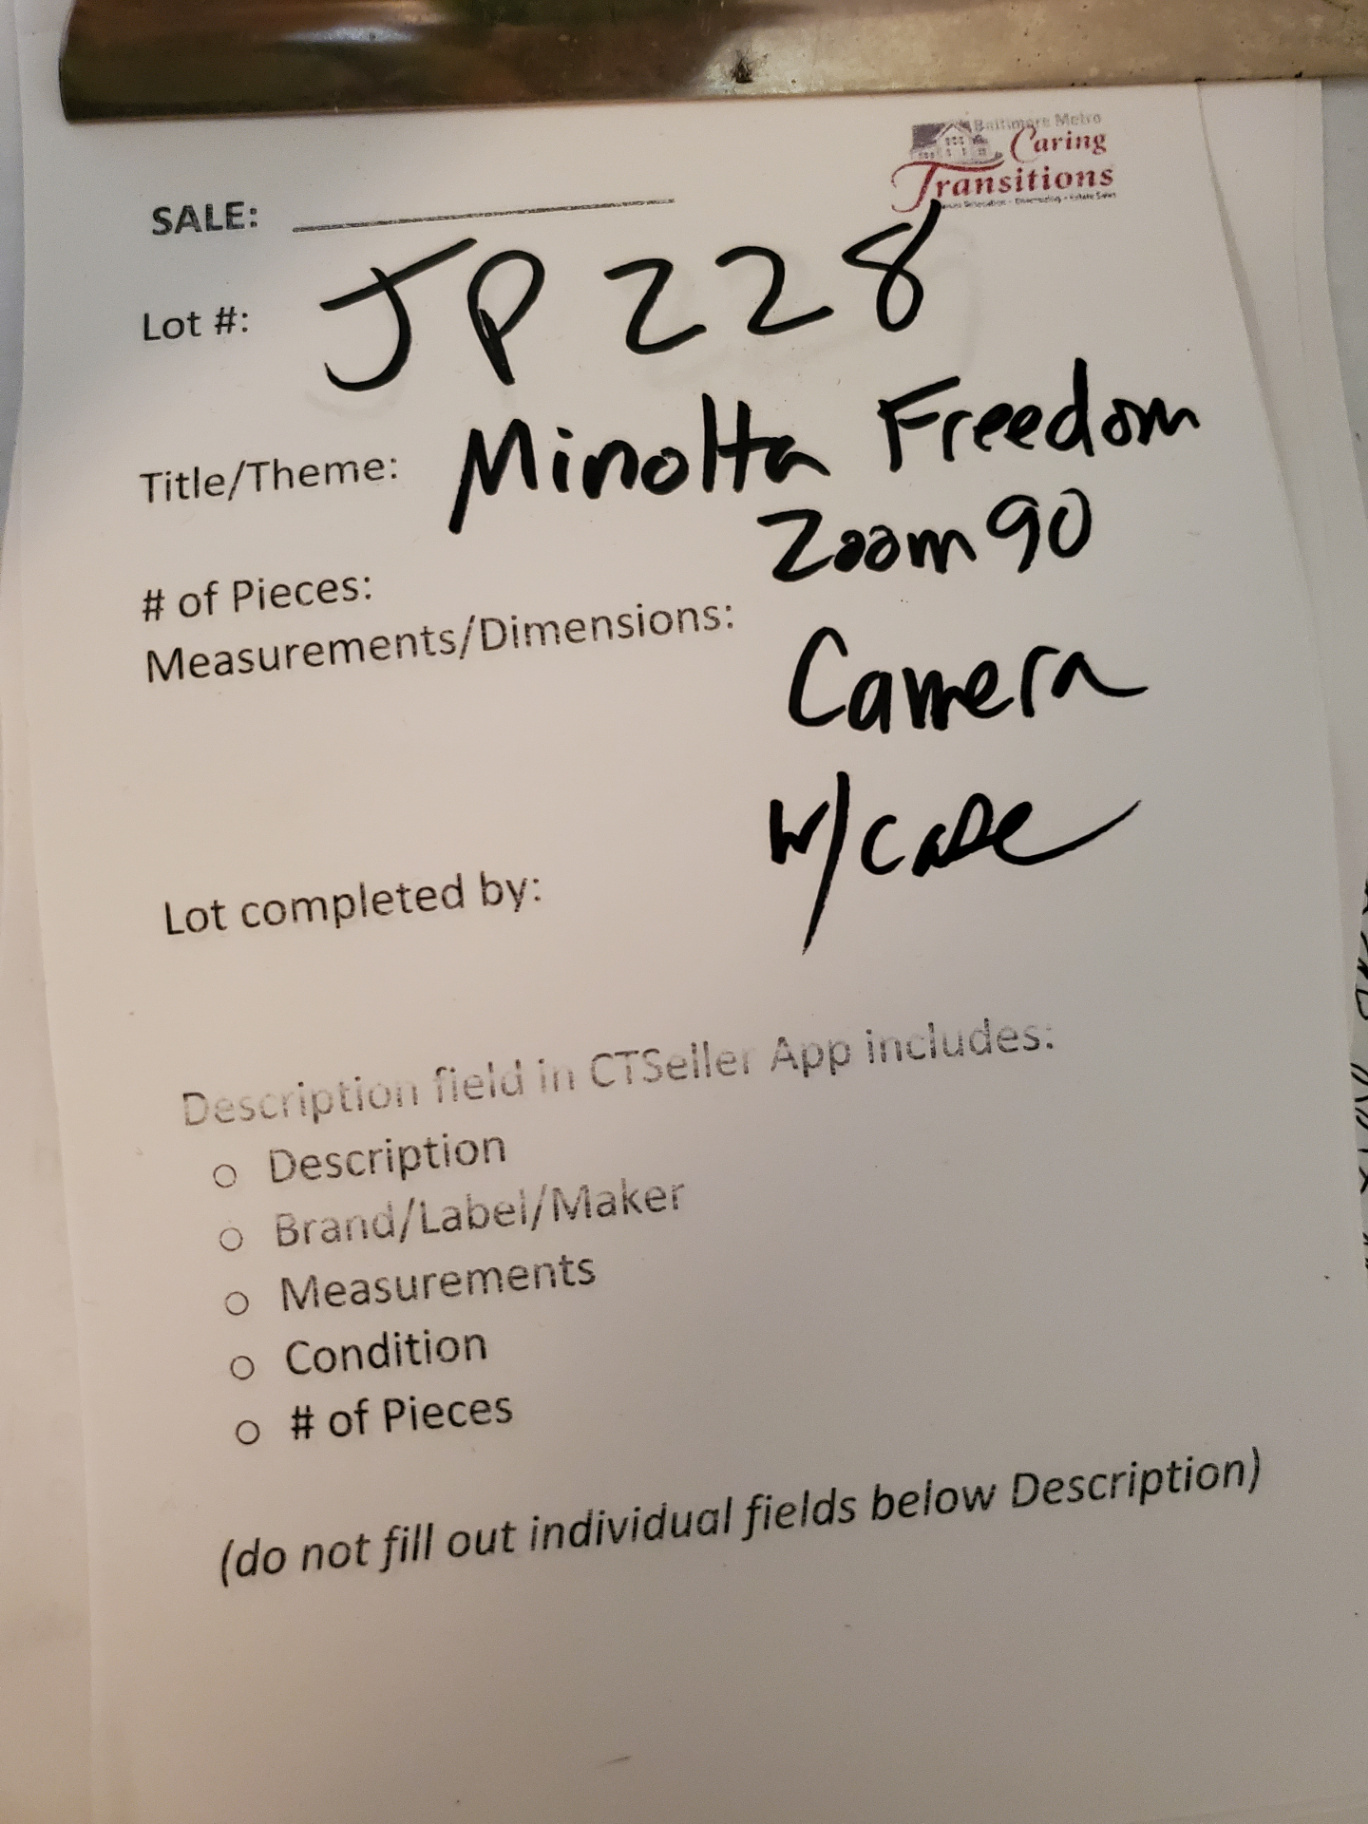 Baltimore Metro
Caring
Transitions
SALE:
Lot #: JP 228
Title/Theme: Minolta Freedom
Zoom 90
# of Pieces:
Measurements/Dimensions:
Camera
w/case
Lot completed by:
Description field in CTSeller App includes:
○ Description
○ Brand/Label/Maker
○ Measurements
○ Condition
○ # of Pieces
(do not fill out individual fields below Description)